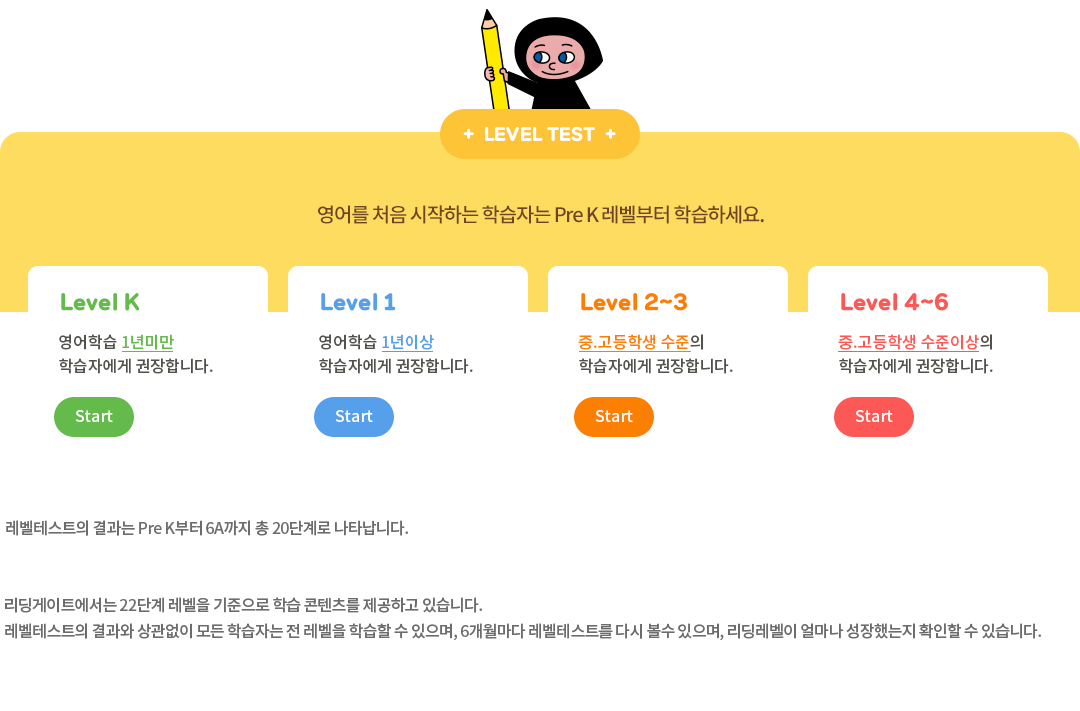 + LEVEL TEST +
영어를 처음 시작하는 학습자는 Pre K 레벨부터 학습하세요.
Level K
영어학습 1년미만
학습자에게 권장합니다.
Start
Level 1
영어학습 1년이상
학습자에게 권장합니다.
Start
Level 2~3
중.고등학생 수준의
학습자에게 권장합니다.
Start
Level 4~6
중.고등학생 수준이상의
학습자에게 권장합니다.
Start
레벨테스트의 결과는 Pre K부터 6A까지 총 20단계로 나타납니다.
리딩게이트에서는 22단계 레벨을 기준으로 학습 콘텐츠를 제공하고 있습니다.
레벨테스트의 결과와 상관없이 모든 학습자는 전 레벨을 학습할 수 있으며, 6개월마다 레벨테스트를 다시 볼수 있으며, 리딩레벨이 얼마나 성장했는지 확인할 수 있습니다.